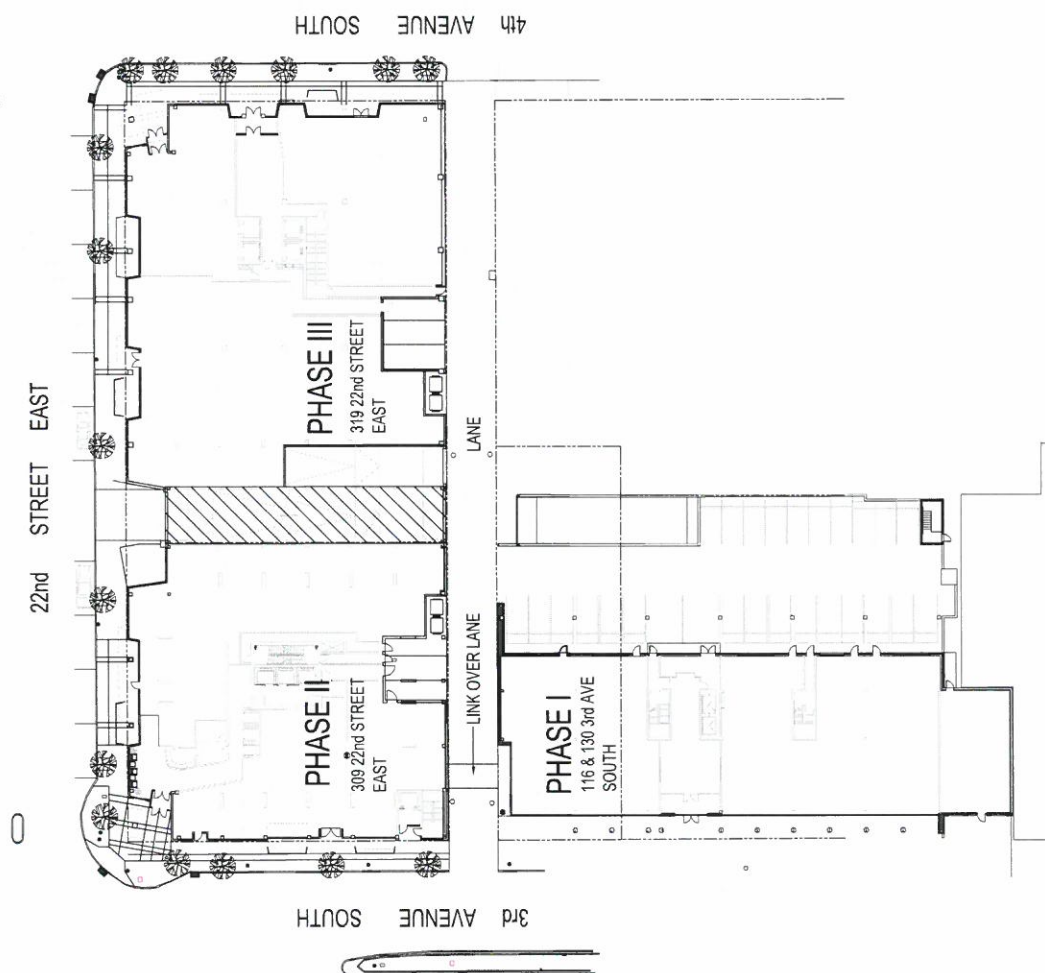 4th AVENUE SOUTH
22nd STREET EAST
PHASE III
319 22nd STREET
EAST
LANE
PHASE II
309 22nd STREET
EAST
LINK OVER LANE
PHASE I
116 & 130 3rd AVE
SOUTH
3rd AVENUE SOUTH